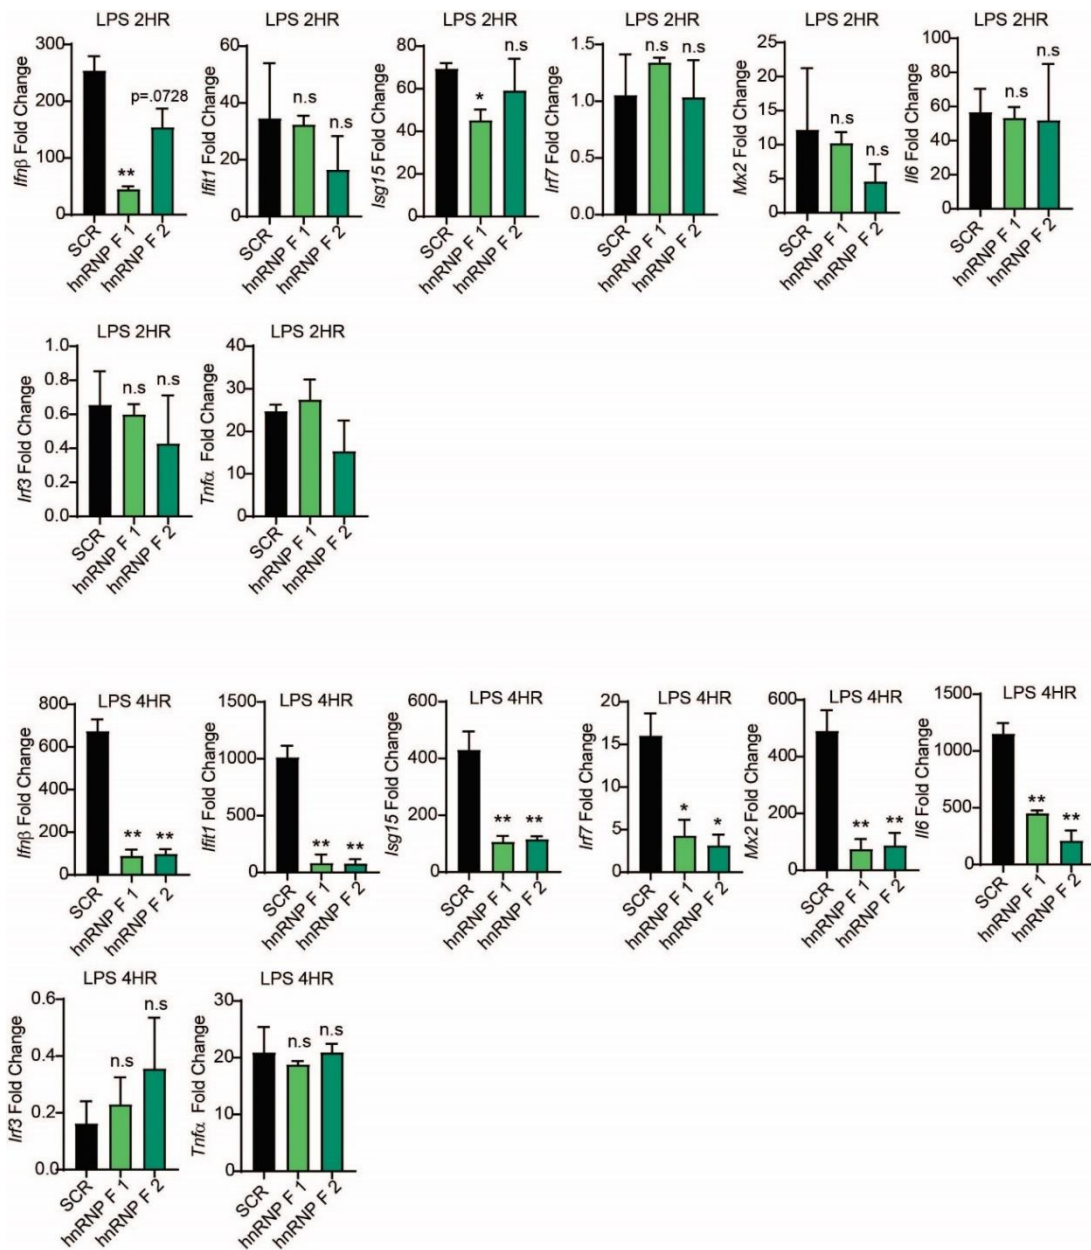 LPS 2HR
Ifnβ Fold Change
300
200
100
0
p=.0728
**
SCR
hnRNP F 1
hnRNP F 2
LPS 2HR
Ifit1 Fold Change
60
40
20
0
n.s
n.s
SCR
hnRNP F 1
hnRNP F 2
LPS 2HR
Isg15 Fold Change
80
60
40
20
0
*
n.s
SCR
hnRNP F 1
hnRNP F 2
LPS 2HR
Irf7 Fold Change
1.5
1.0
0.5
0.0
n.s
n.s
SCR
hnRNP F 1
hnRNP F 2
LPS 2HR
Mx2 Fold Change
25
20
15
10
5
0
n.s
n.s
SCR
hnRNP F 1
hnRNP F 2
LPS 2HR
Il6 Fold Change
100
80
60
40
20
0
n.s
n.s
SCR
hnRNP F 1
hnRNP F 2
LPS 2HR
Irf3 Fold Change
1.0
0.8
0.6
0.4
0.2
0.0
n.s
n.s
SCR
hnRNP F 1
hnRNP F 2
LPS 2HR
Tnfα Fold Change
40
30
20
10
0
SCR
hnRNP F 1
hnRNP F 2
LPS 4HR
Ifnβ Fold Change
800
600
400
200
0
**
**
SCR
hnRNP F 1
hnRNP F 2
LPS 4HR
Ifit1 Fold Change
1500
1000
500
0
**
**
SCR
hnRNP F 1
hnRNP F 2
LPS 4HR
Isg15 Fold Change
600
400
200
0
**
**
SCR
hnRNP F 1
hnRNP F 2
LPS 4HR
Irf7 Fold Change
20
15
10
5
0
*
*
SCR
hnRNP F 1
hnRNP F 2
LPS 4HR
Mx2 Fold Change
600
400
200
0
**
**
SCR
hnRNP F 1
hnRNP F 2
LPS 4HR
Il6 Fold Change
1500
1000
500
0
**
**
SCR
hnRNP F 1
hnRNP F 2
LPS 4HR
Irf3 Fold Change
0.6
0.4
0.2
0.0
n.s
n.s
SCR
hnRNP F 1
hnRNP F 2
LPS 4HR
Tnfα Fold Change
30
20
10
0
n.s
n.s
SCR
hnRNP F 1
hnRNP F 2